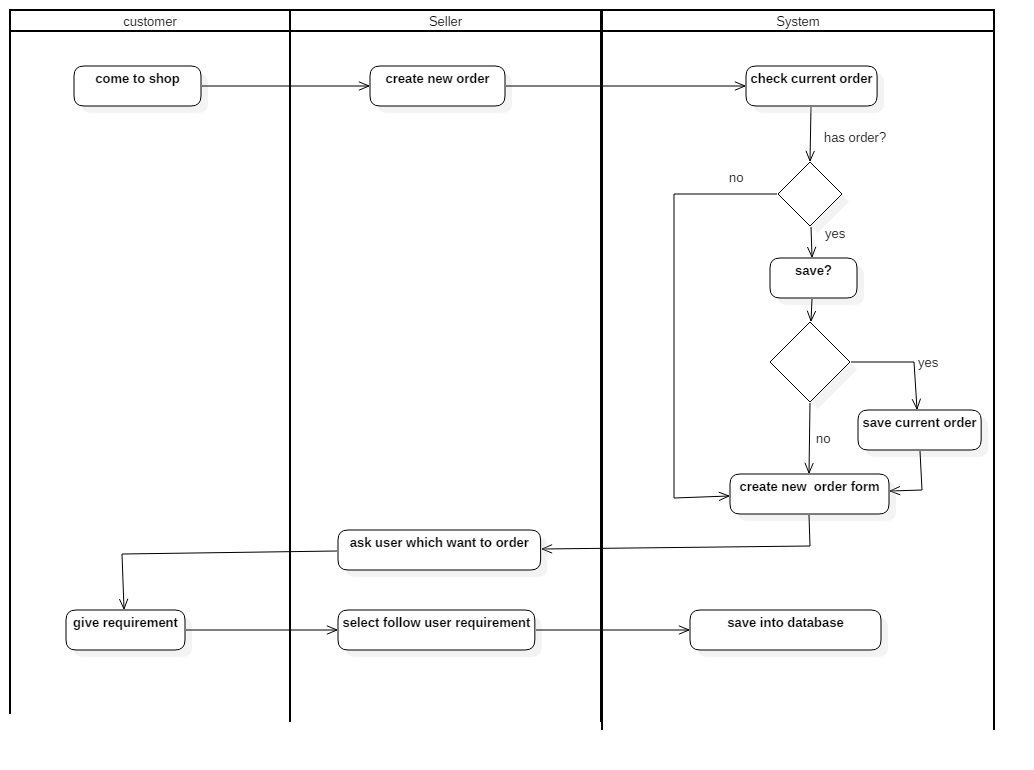 customer
Seller
System
come to shop
create new order
check current order
has order?
no
yes
save?
yes
save current order
no
create new  order form
ask user which want to order
give requirement
select follow user requirement
save into database